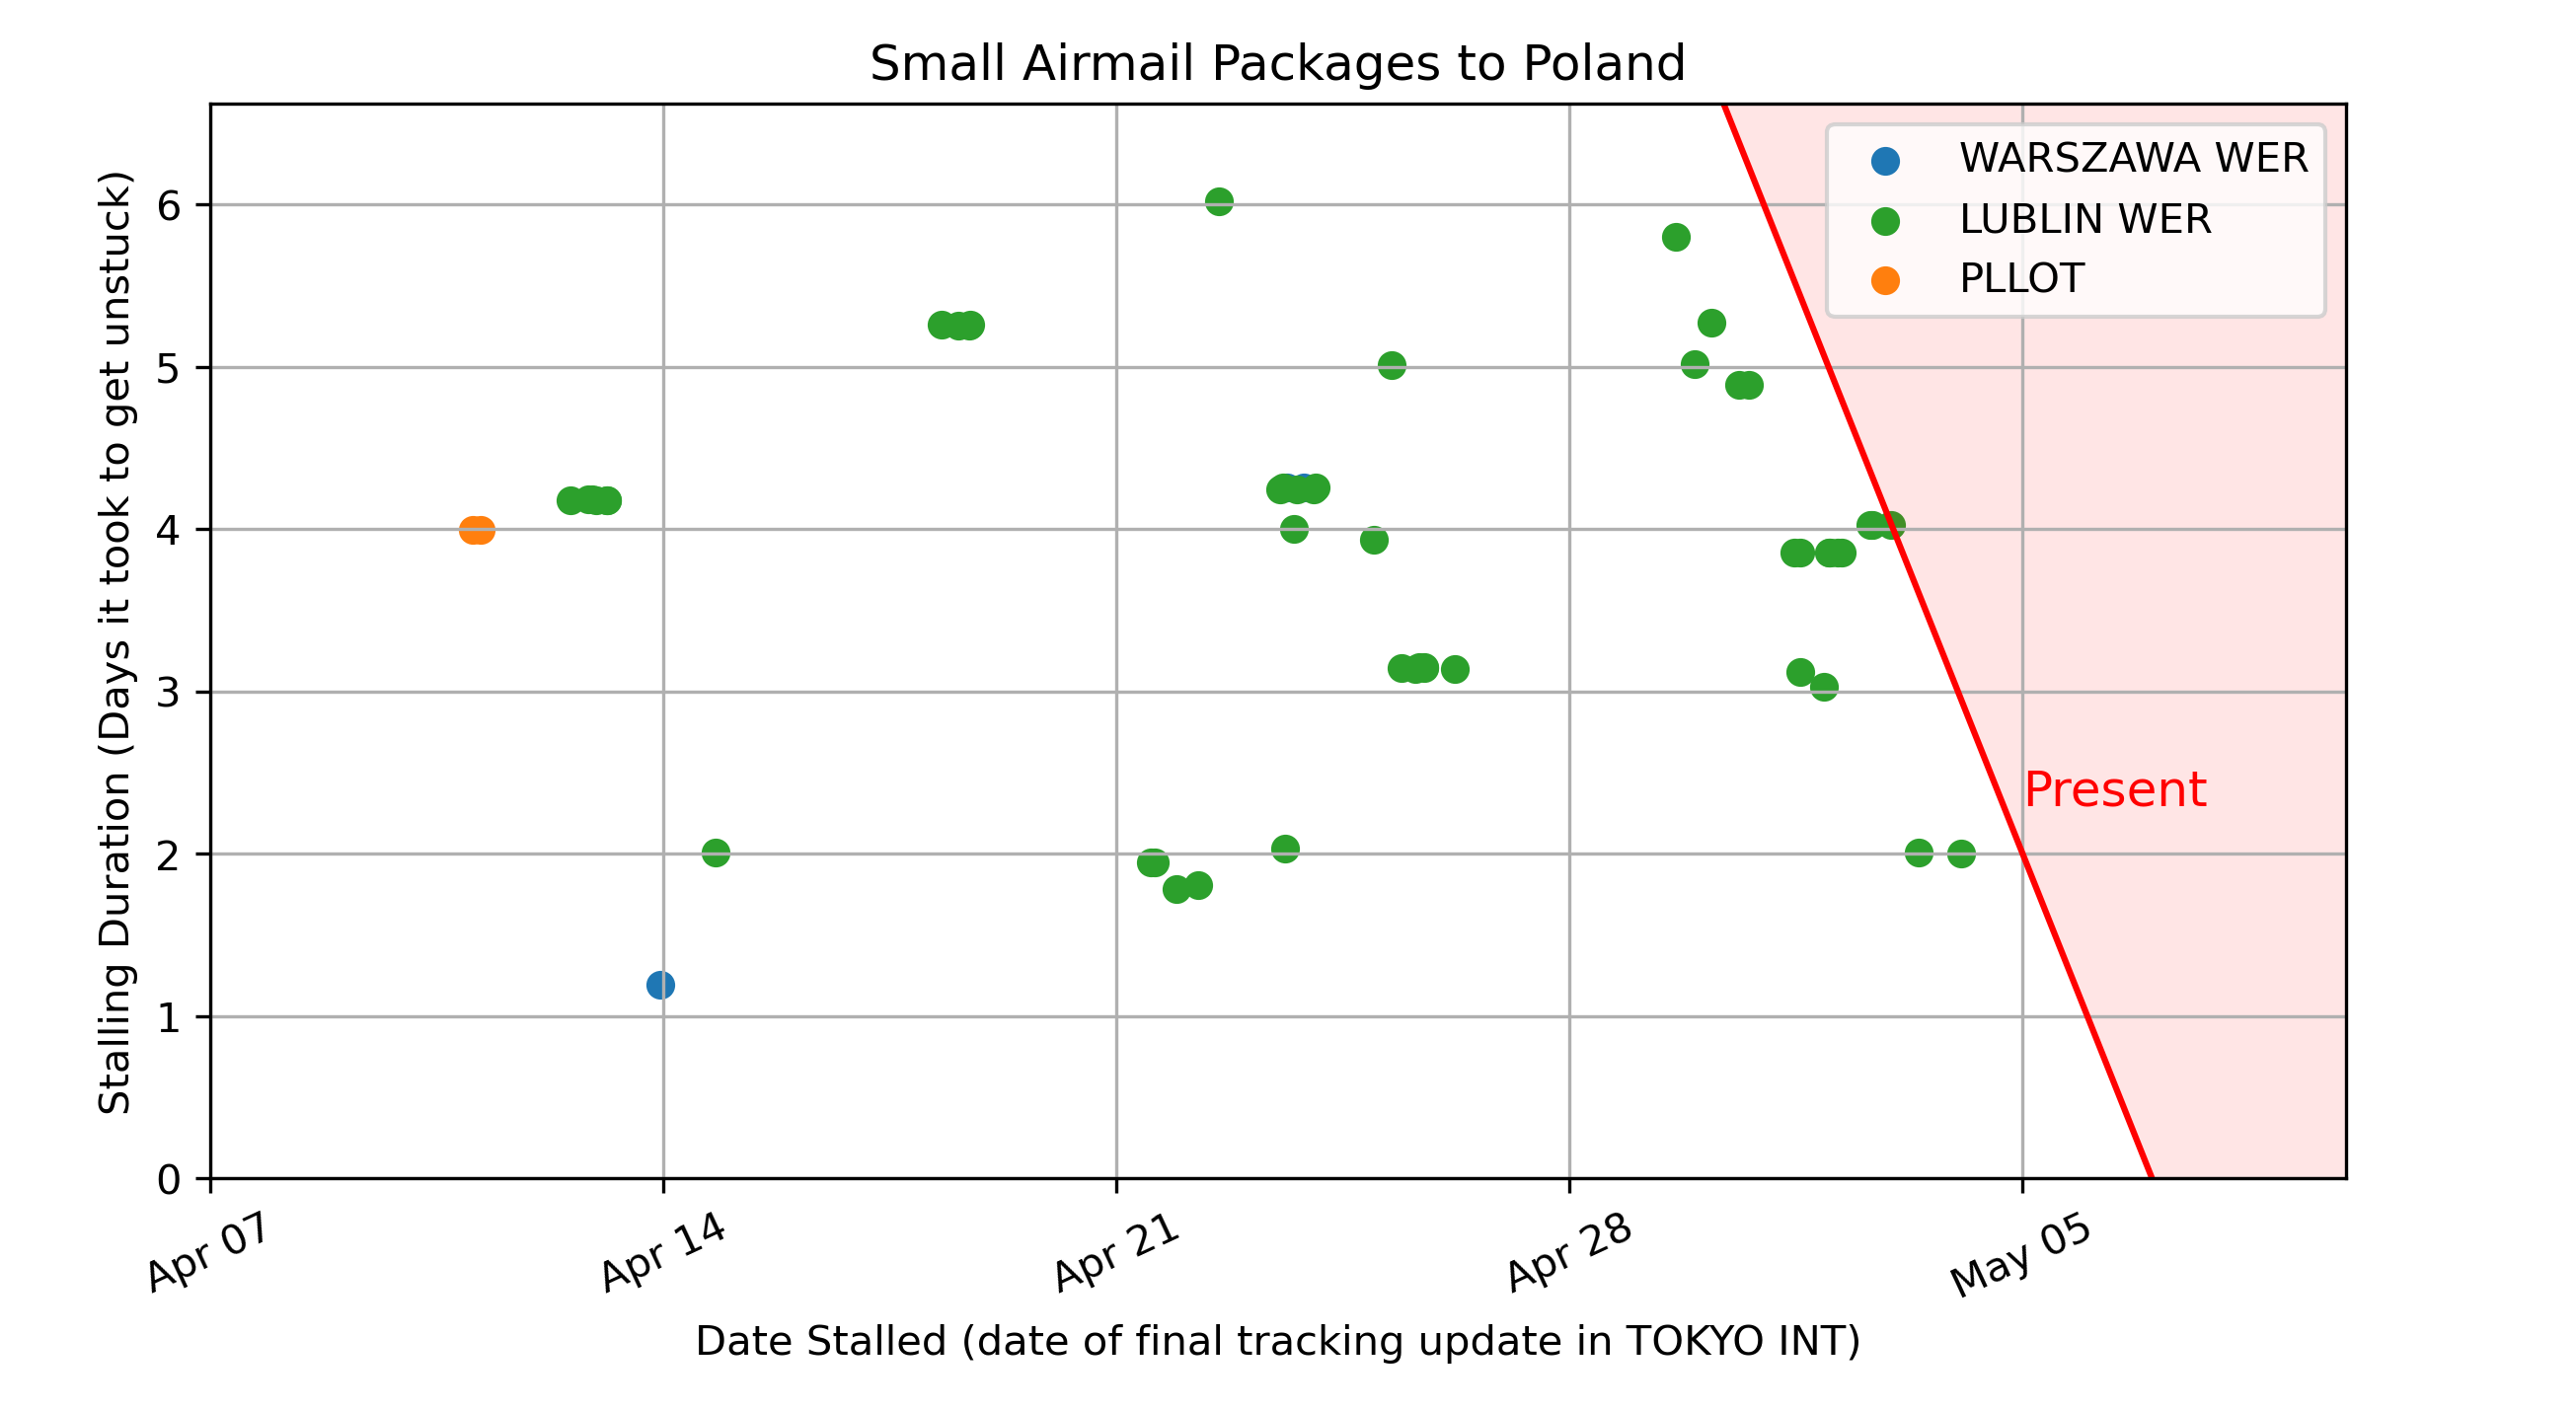 Small Airmail Packages to Poland
WARSZAWA WER
LUBLIN WER
PLLOT
Stalling Duration (Days it took to get unstuck)
6
5
4
3
2
1
0
Present
Apr 07
Apr 14
Apr 21
Apr 28
May 05
Date Stalled (date of final tracking update in TOKYO INT)